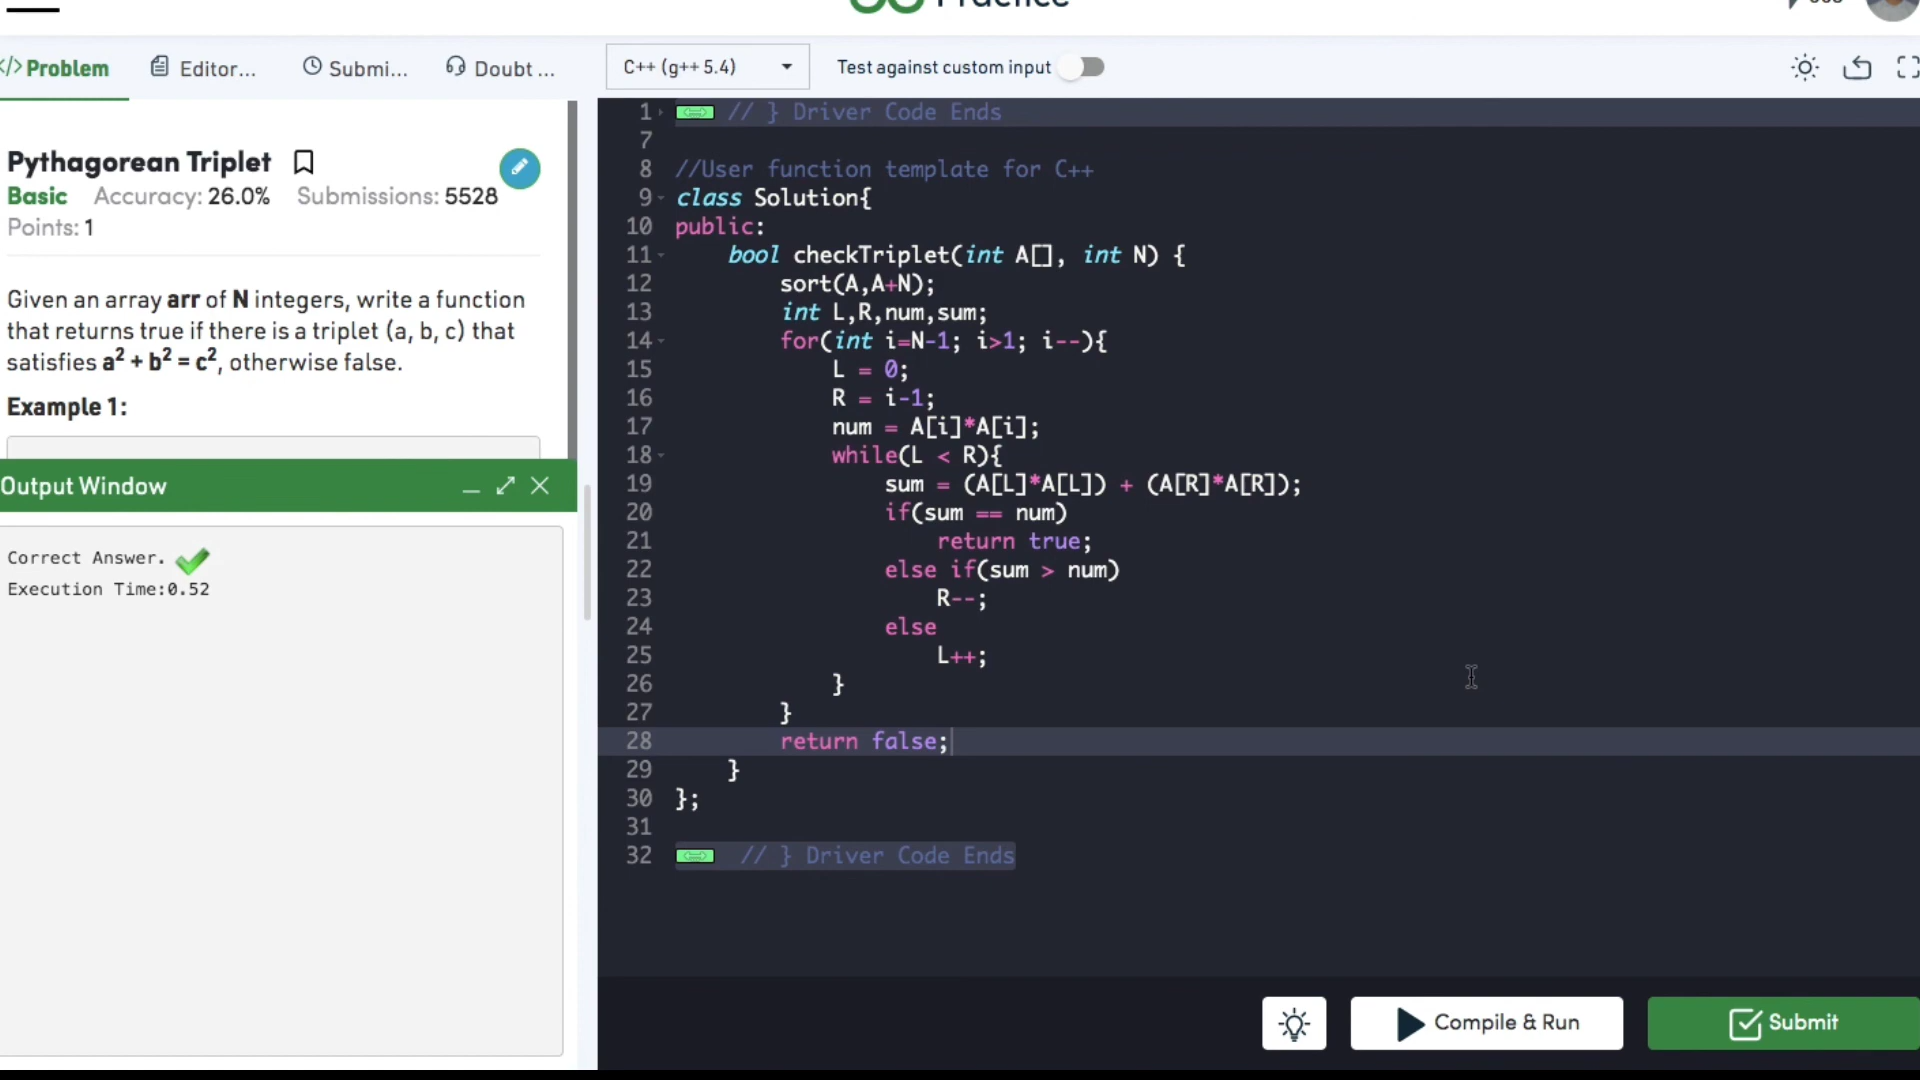 Practice
</> Problem
Editor...
Submi...
Doubt ...
C++ (g++ 5.4)
Test against custom input
Pythagorean Triplet
Basic Accuracy: 26.0% Submissions: 5528
Points: 1
Given an array arr of N integers, write a function
that returns true if there is a triplet (a, b, c) that
satisfies a² + b² = c², otherwise false.
Example 1:
Output Window
Correct Answer.
Execution Time:0.52
1 // } Driver Code Ends
7
8 //User function template for C++
9 class Solution{
10 public:
11     bool checkTriplet(int A[], int N) {
12         sort(A,A+N);
13         int L,R,num,sum;
14         for(int i=N-1; i>1; i--){
15             L = 0;
16             R = i-1;
17             num = A[i]*A[i];
18             while(L < R){
19                 sum = (A[L]*A[L]) + (A[R]*A[R]);
20                 if(sum == num)
21                     return true;
22                 else if(sum > num)
23                     R--;
24                 else
25                     L++;
26             }
27         }
28         return false;
29     }
30 };
31
32 // } Driver Code Ends
Compile & Run
Submit